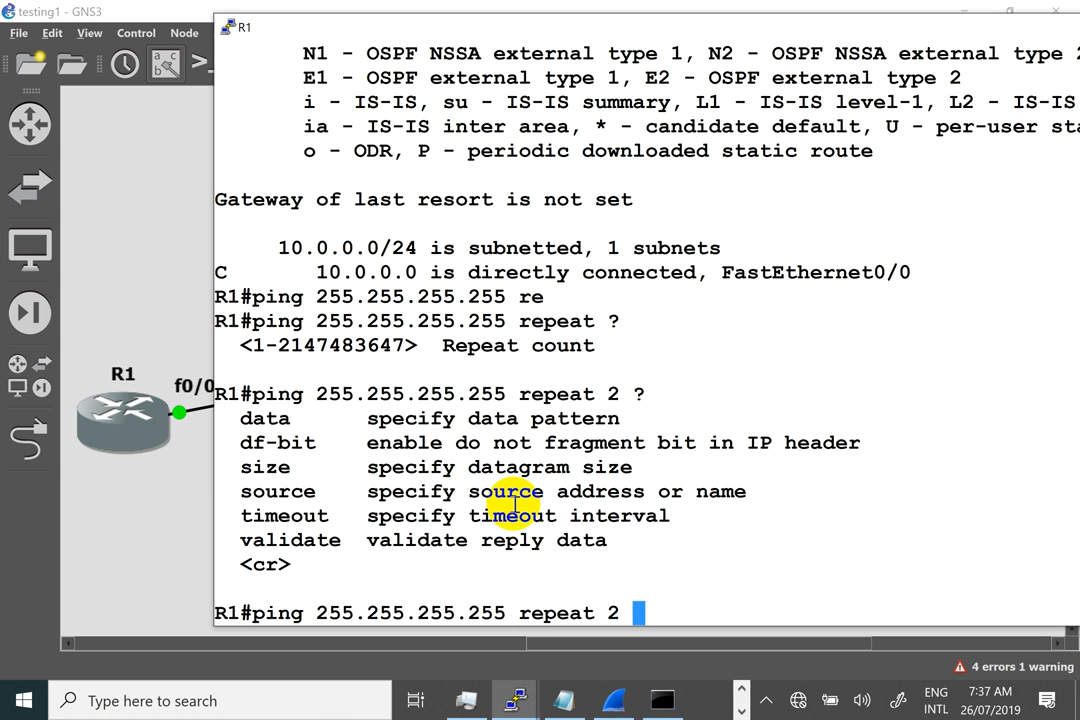 testing1 - GNS3
File Edit View Control Node
R1
N1 - OSPF NSSA external type 1, N2 - OSPF NSSA external type 2
E1 - OSPF external type 1, E2 - OSPF external type 2
i - IS-IS, su - IS-IS summary, L1 - IS-IS level-1, L2 - IS-IS
ia - IS-IS inter area, * - candidate default, U - per-user sta
o - ODR, P - periodic downloaded static route
Gateway of last resort is not set
10.0.0.0/24 is subnetted, 1 subnets
C 10.0.0.0 is directly connected, FastEthernet0/0
R1#ping 255.255.255.255 re
R1#ping 255.255.255.255 repeat ?
<1-2147483647> Repeat count
R1#ping 255.255.255.255 repeat 2 ?
data specify data pattern
df-bit enable do not fragment bit in IP header
size specify datagram size
source specify source address or name
timeout specify timeout interval
validate validate reply data
<cr>
R1#ping 255.255.255.255 repeat 2
R1
f0/0
4 errors 1 warning
Type here to search
ENG
INTL
7:37 AM
26/07/2019